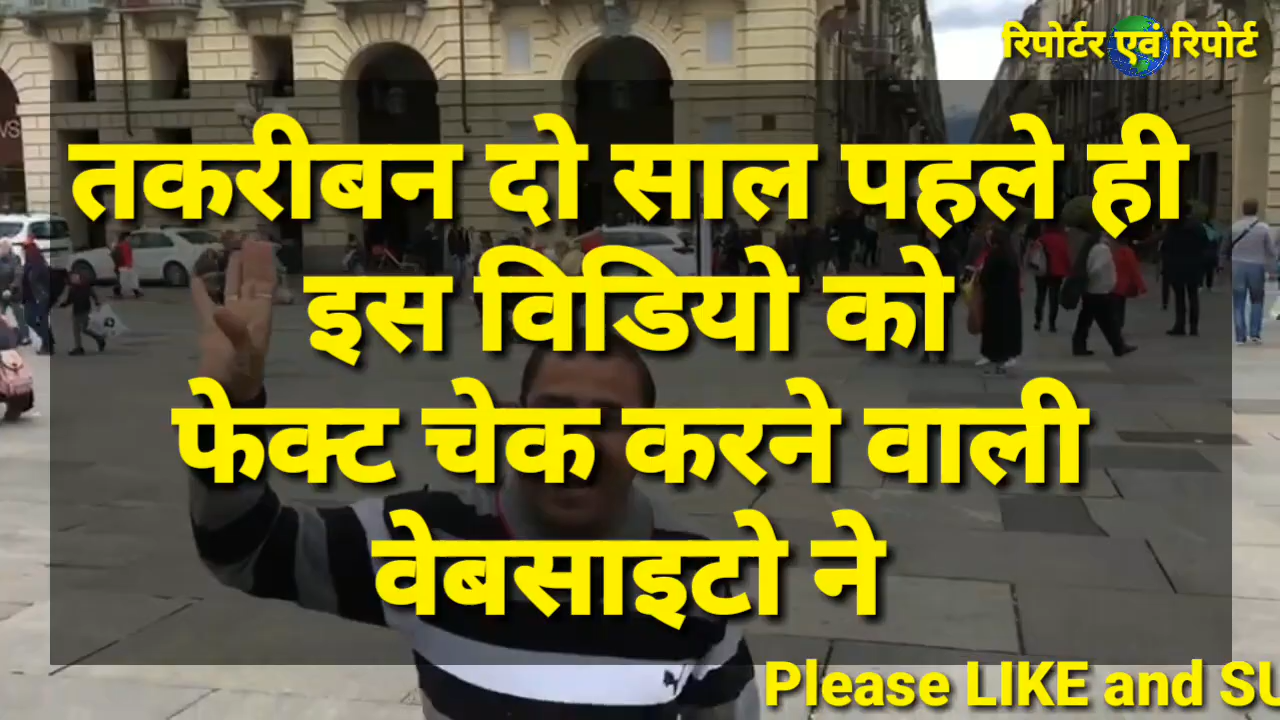 रिपोर्टर एवं रिपोर्ट
तकरीबन दो साल पहले ही
इस विडियो को
फेक्ट चेक करने वाली
वेबसाइटो ने
Please LIKE and SU